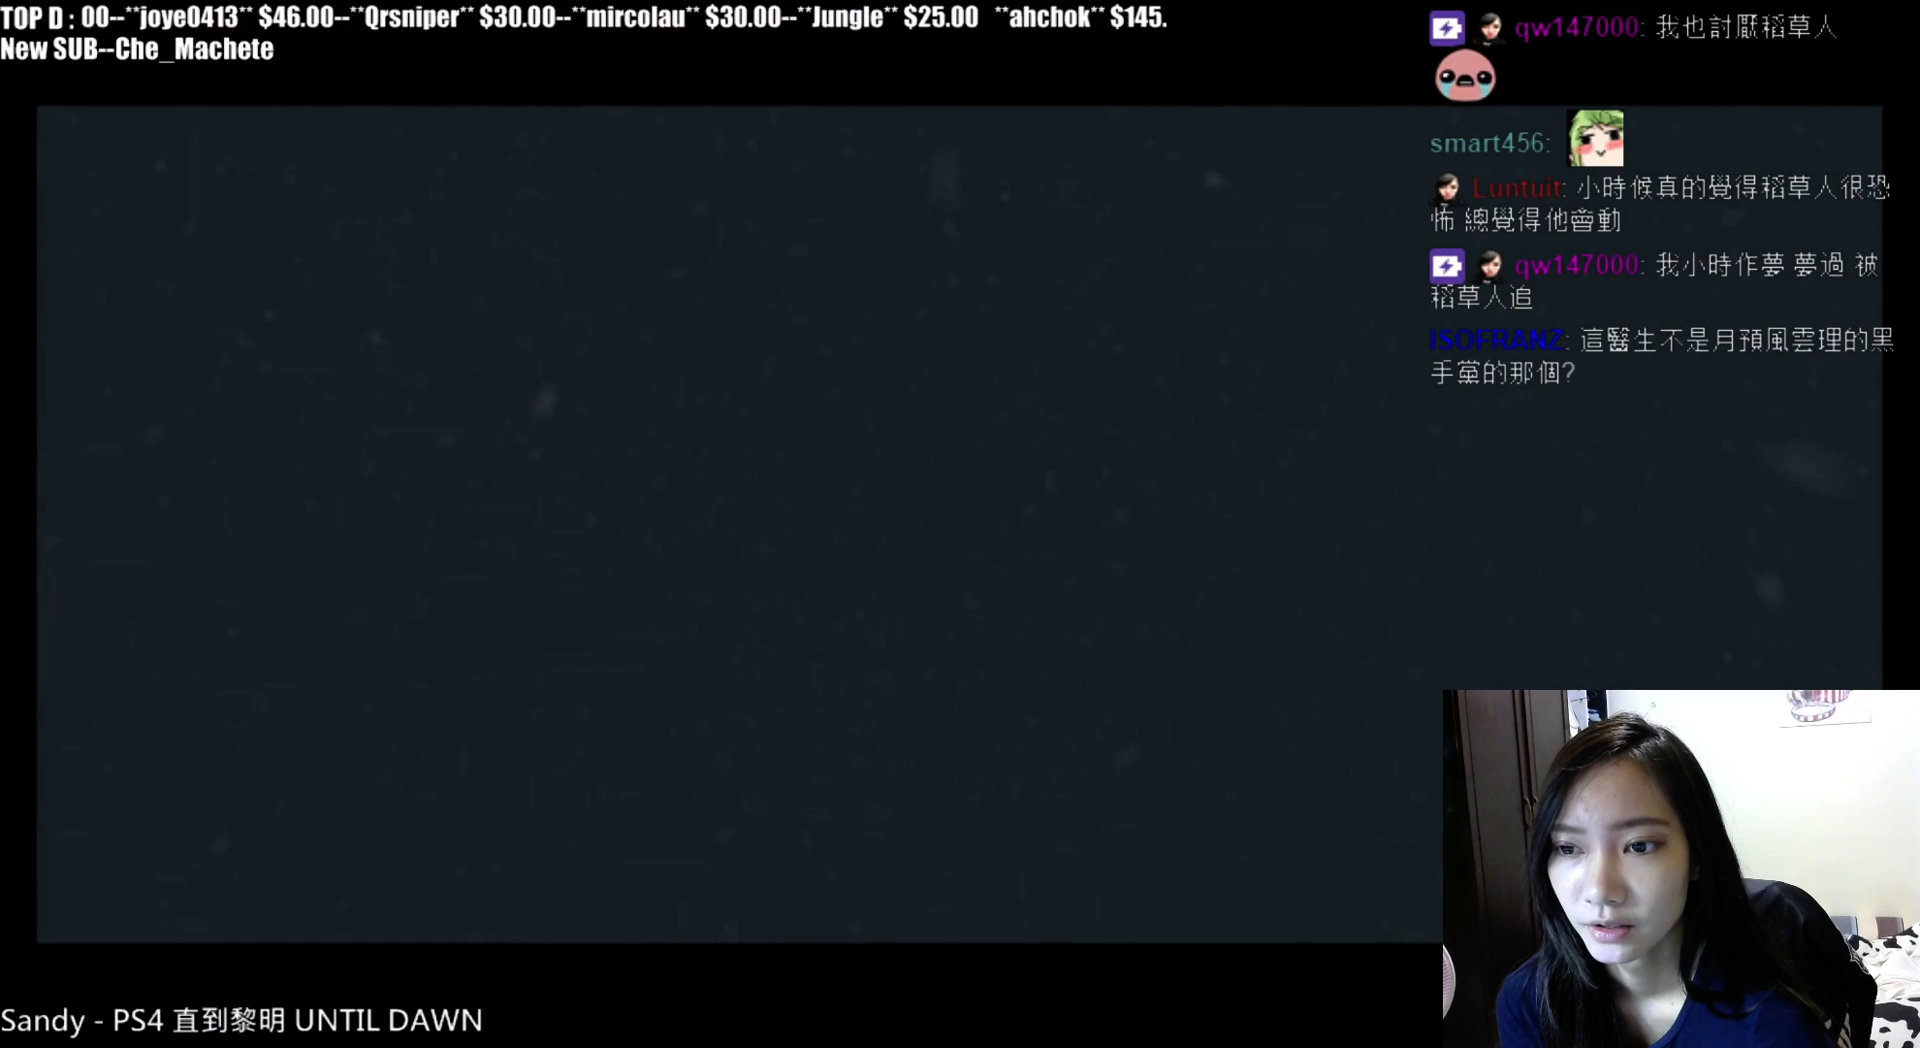 TOP D : 00--**joye0413** $46.00--**Qrsniper** $30.00--**mircolau** $30.00--**Jungle** $25.00 **ahchok** $145.
New SUB--Che_Machete
qw147000: 我也討厭稻草人
smart456:
Luntuit: 小時候真的覺得稻草人很恐
怖 總覺得他會動
qw147000: 我小時作夢 夢過 被
稻草人追
ISOFRANZ: 這醫生不是月預風雲理的黑
手黨的那個?
Sandy - PS4 直到黎明 UNTIL DAWN